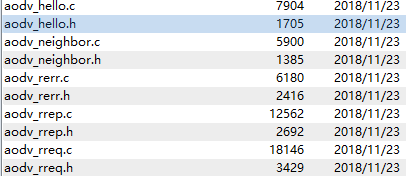 aodv_hello.c 7904 2018/11/23
aodv_hello.h 1705 2018/11/23
aodv_neighbor.c 5900 2018/11/23
aodv_neighbor.h 1385 2018/11/23
aodv_rerr.c 6180 2018/11/23
aodv_rerr.h 2416 2018/11/23
aodv_rrep.c 12562 2018/11/23
aodv_rrep.h 2692 2018/11/23
aodv_rreq.c 18146 2018/11/23
aodv_rreq.h 3429 2018/11/23